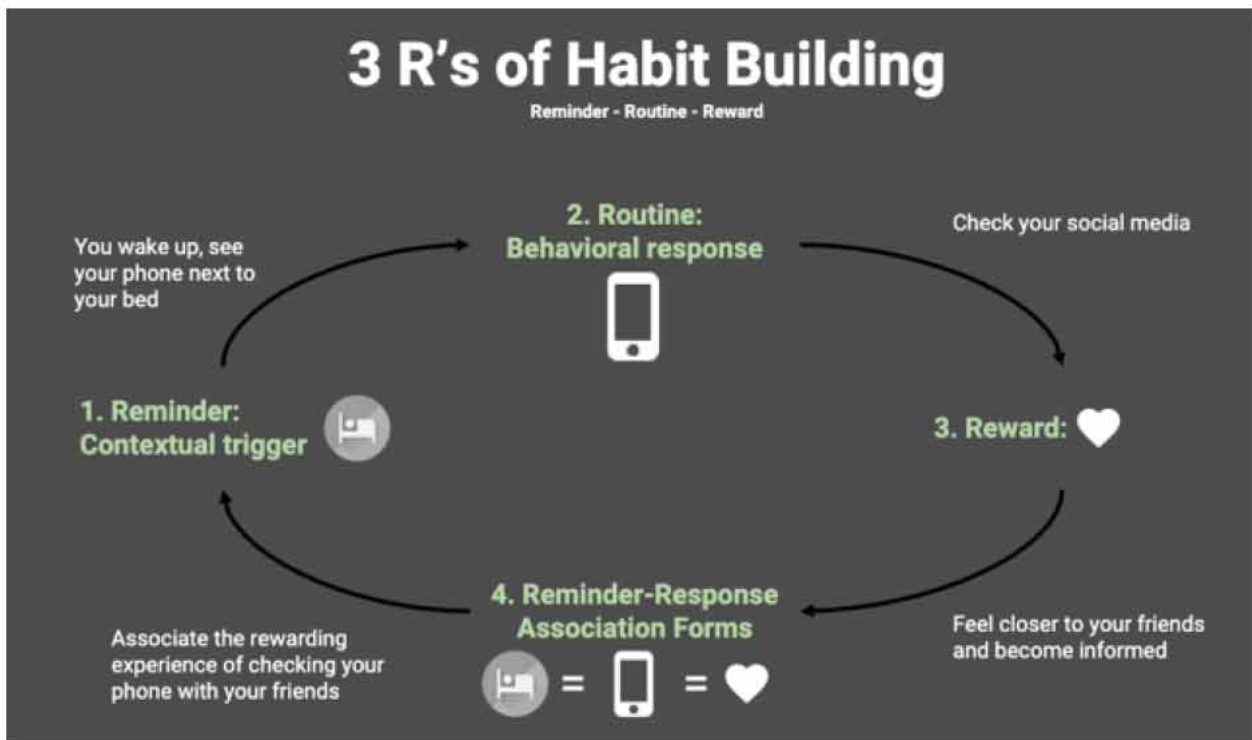 3 R’s of Habit Building
Reminder - Routine - Reward
2. Routine:
Behavioral response
You wake up, see
your phone next to
your bed
Check your social media
1. Reminder:
Contextual trigger
3. Reward:
4. Reminder-Response
Association Forms
= =
Associate the rewarding
experience of checking your
phone with your friends
Feel closer to your friends
and become informed